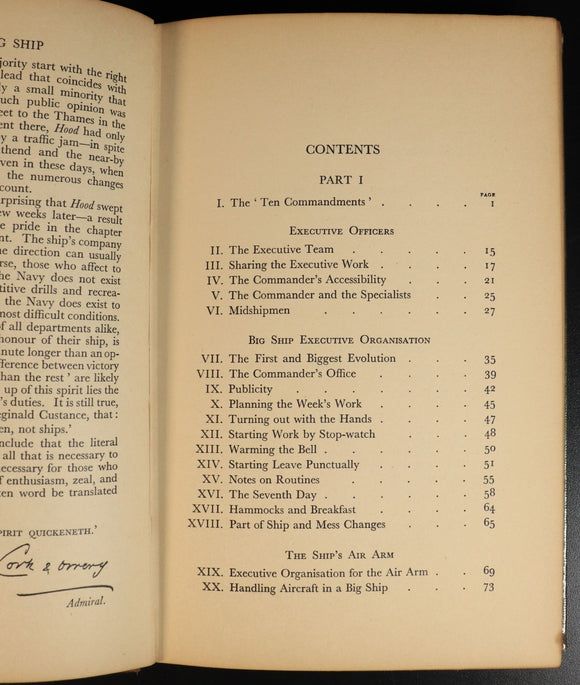 G SHIP
jority start with the right
lead that coincides with
ly a small minority that
uch public opinion was
eet to the Thames in the
ent there, Hood had only
y a traffic jam—in spite
thend and the near-by
ven in these days, when
the numerous changes
count.
rprising that Hood swept
ew weeks later—a result
e pride in the chapter
nt. The ship's company
e direction can usually
rse, those who affect to
he Navy does not exist
titive drills and recrea-
the Navy does exist to
most difficult conditions.
of all departments alike,
honour of their ship, is
nute longer than an op-
fference between victory
han the rest' are likely
up of this spirit lies the
's duties. It is still true,
eginald Custance, that:
en, not ships.'
nclude that the literal
all that is necessary to
ecessary for those who
f enthusiasm, zeal, and
ten word be translated
PIRIT QUICKENETH.'
Cork & Orrery
Admiral.
CONTENTS
PART I
PAGE
I. The 'Ten Commandments' . . . . 1
Executive Officers
II. The Executive Team . . . . . 15
III. Sharing the Executive Work . . . . 17
IV. The Commander's Accessibility . . . . 21
V. The Commander and the Specialists . . . 25
VI. Midshipmen . . . . . . 27
Big Ship Executive Organisation
VII. The First and Biggest Evolution . . . 35
VIII. The Commander's Office . . . . 39
IX. Publicity . . . . . . 42
X. Planning the Week's Work . . . . 45
XI. Turning out with the Hands . . . . 47
XII. Starting Work by Stop-watch . . . 48
XIII. Warming the Bell . . . . . 50
XIV. Starting Leave Punctually . . . . 51
XV. Notes on Routines . . . . . 55
XVI. The Seventh Day . . . . . 58
XVII. Hammocks and Breakfast . . . . 64
XVIII. Part of Ship and Mess Changes . . . 65
The Ship's Air Arm
XIX. Executive Organisation for the Air Arm . . 69
XX. Handling Aircraft in a Big Ship . . . 73